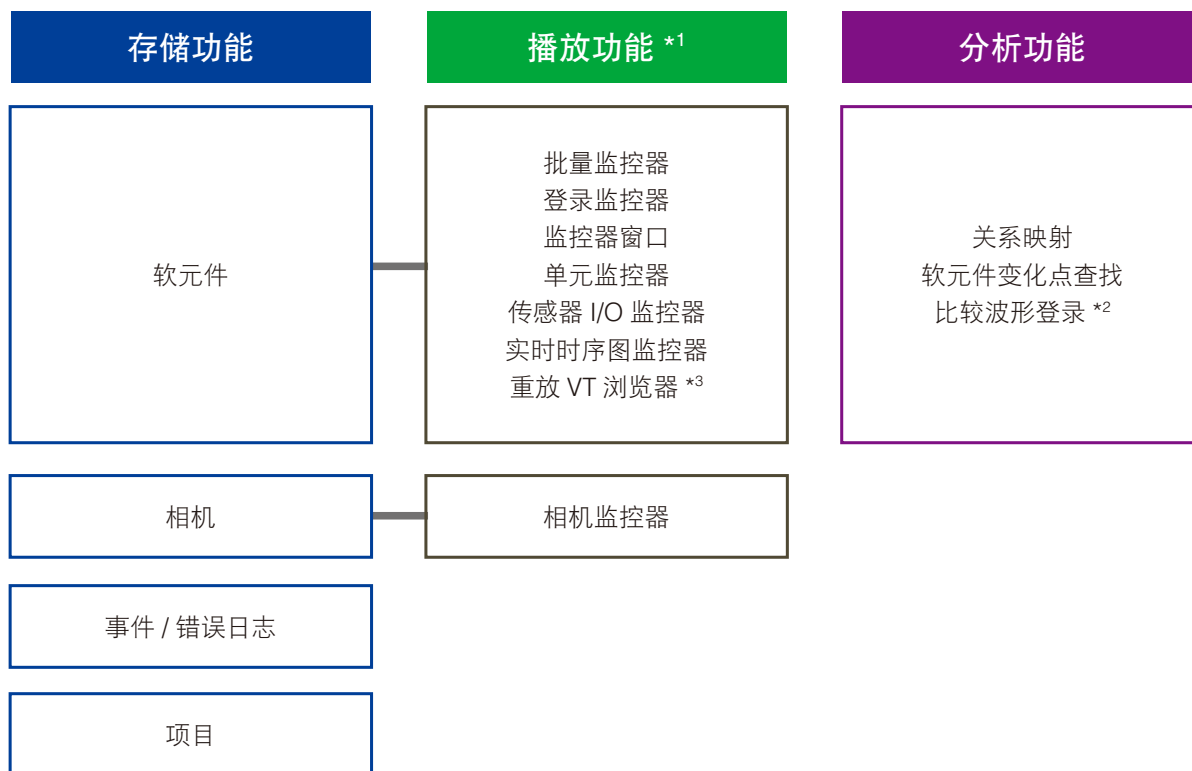 存储功能
播放功能 *1
分析功能
软元件
批量监控器
登录监控器
监控器窗口
单元监控器
传感器 I/O 监控器
实时时序图监控器
重放 VT 浏览器 *3
关系映射
软元件变化点查找
比较波形登录 *2
相机
相机监控器
事件 / 错误日志
项目